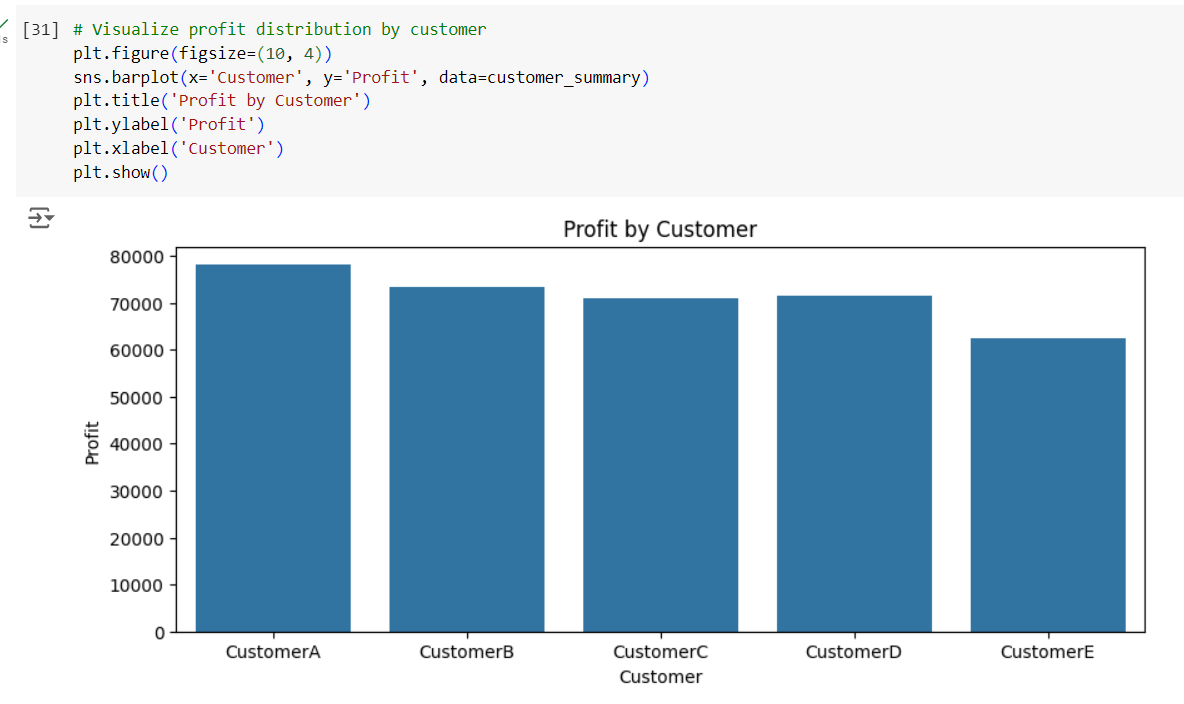 [31] # Visualize profit distribution by customer
plt.figure(figsize=(10, 4))
sns.barplot(x='Customer', y='Profit', data=customer_summary)
plt.title('Profit by Customer')
plt.ylabel('Profit')
plt.xlabel('Customer')
plt.show()
s
Profit by Customer
80000
70000
60000
50000
40000
30000
20000
10000
0
Profit
CustomerA CustomerB CustomerC CustomerD CustomerE
Customer